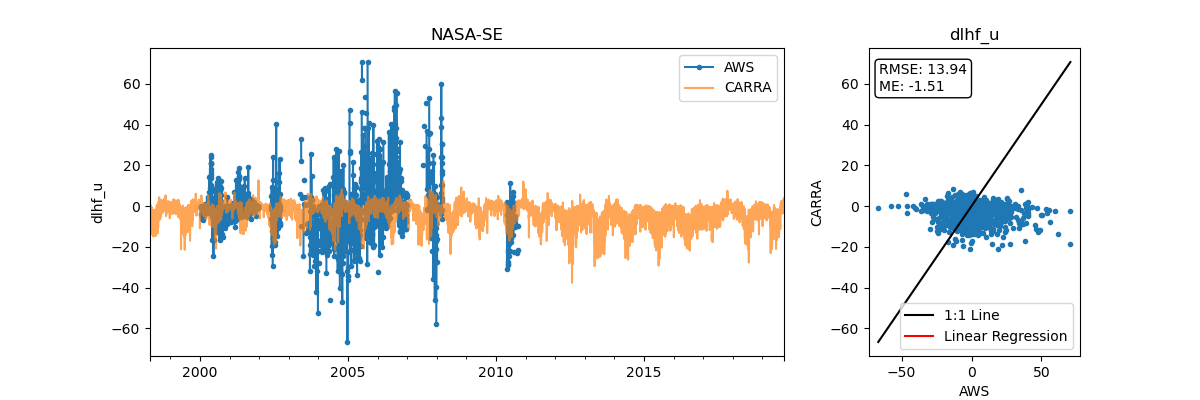 NASA-SE
dlhf_u
60
40
20
0
−20
−40
−60
2000
2005
2010
2015
AWS
CARRA
dlhf_u
RMSE: 13.94
ME: -1.51
CARRA
60
40
20
0
−20
−40
−60
1:1 Line
Linear Regression
−50
0
50
AWS